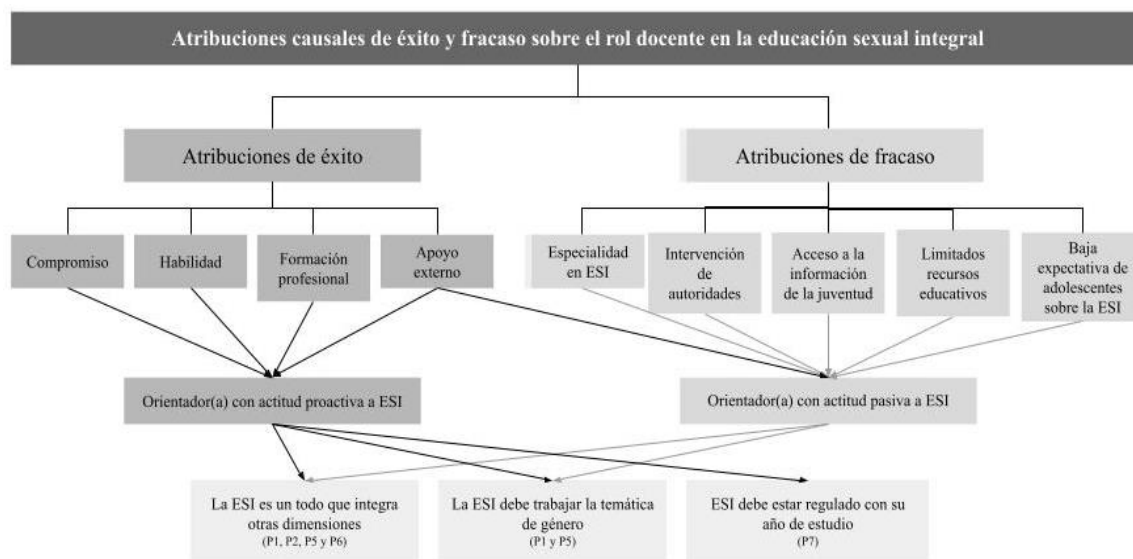 Atribuciones causales de éxito y fracaso sobre el rol docente en la educación sexual integral
Atribuciones de éxito
Atribuciones de fracaso
Compromiso
Habilidad
Formación
profesional
Apoyo
externo
Especialidad
en ESI
Intervención
de
autoridades
Acceso a la
información
de la juventud
Limitados
recursos
educativos
Baja
expectativa de
adolescentes
sobre la ESI
Orientador(a) con actitud proactiva a ESI
Orientador(a) con actitud pasiva a ESI
La ESI es un todo que integra
otras dimensiones
(P1, P2, P5 y P6)
La ESI debe trabajar la temática
de género
(P1 y P5)
ESI debe estar regulado con su
año de estudio
(P7)